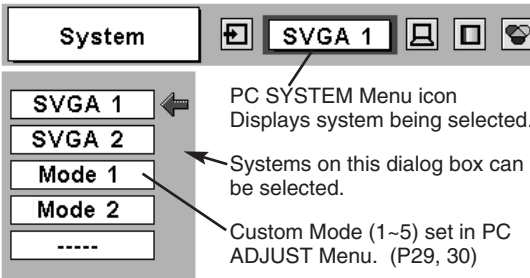 System
SVGA 1
SVGA 1
SVGA 2
Mode 1
Mode 2
-----
PC SYSTEM Menu icon
Displays system being selected.
Systems on this dialog box can
be selected.
Custom Mode (1~5) set in PC
ADJUST Menu. (P29, 30)